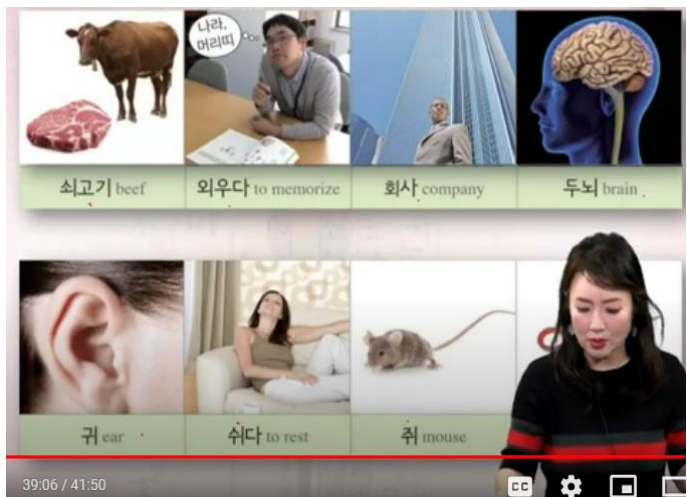 나라,
머리띠
쇠고기 beef
외우다 to memorize
회사 company
두뇌 brain
귀 ear
쉬다 to rest
쥐 mouse
39:06 / 41:50
CC